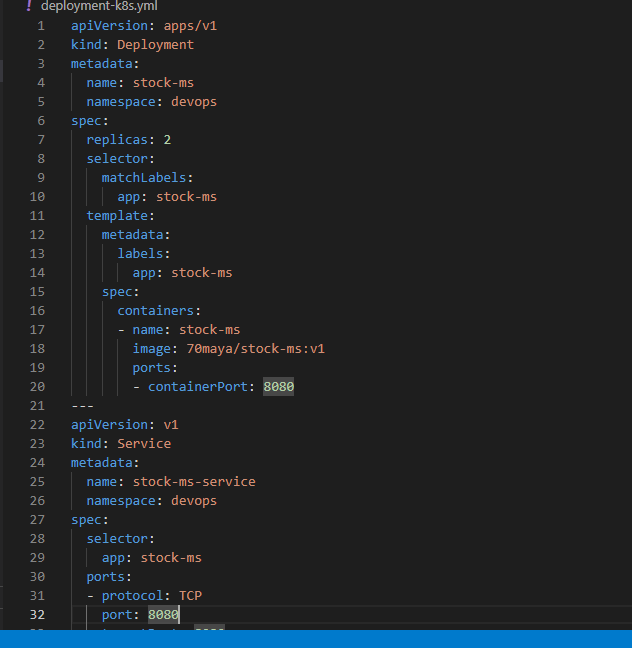 ! deployment-k8s.yml
1 apiVersion: apps/v1
2 kind: Deployment
3 metadata:
4   name: stock-ms
5   namespace: devops
6 spec:
7   replicas: 2
8   selector:
9     matchLabels:
10       app: stock-ms
11   template:
12     metadata:
13       labels:
14         app: stock-ms
15     spec:
16       containers:
17       - name: stock-ms
18         image: 70maya/stock-ms:v1
19         ports:
20         - containerPort: 8080
21 ---
22 apiVersion: v1
23 kind: Service
24 metadata:
25   name: stock-ms-service
26   namespace: devops
27 spec:
28   selector:
29     app: stock-ms
30   ports:
31   - protocol: TCP
32     port: 8080